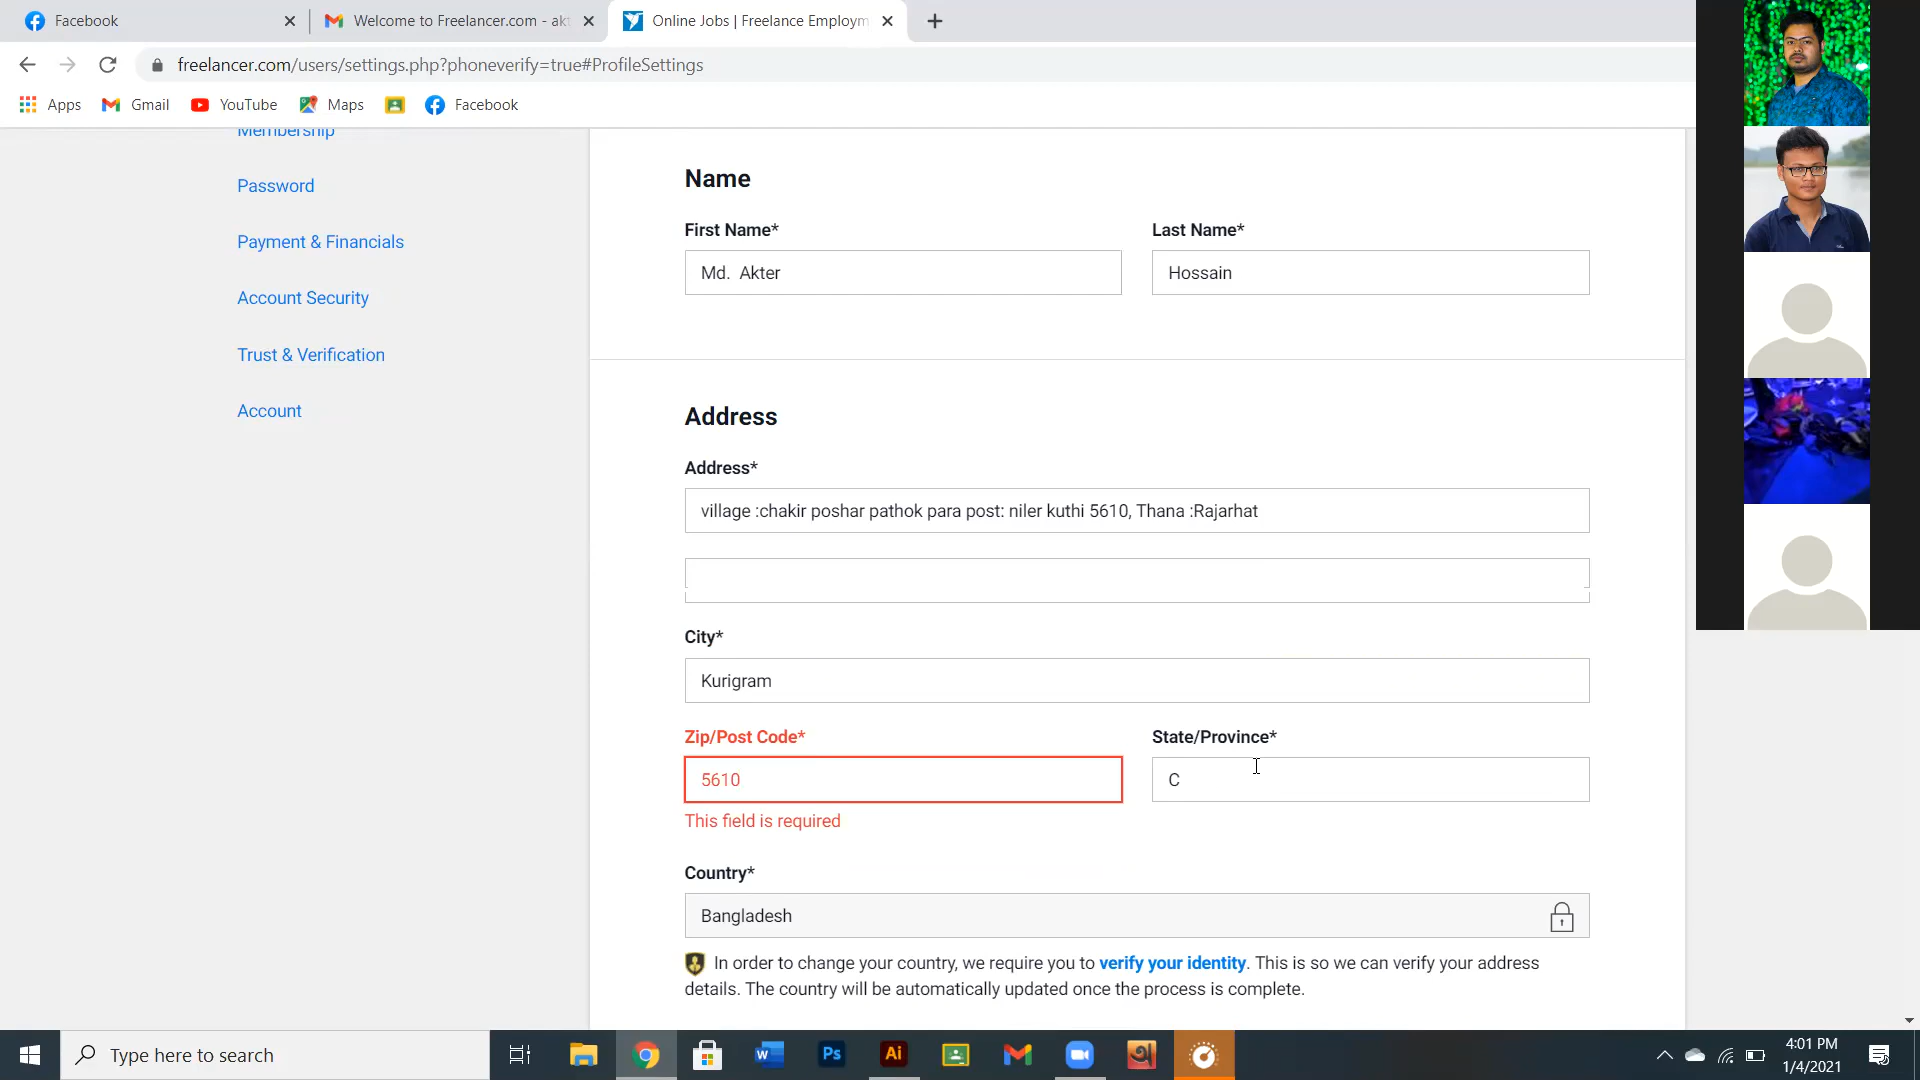 Facebook
Welcome to Freelancer.com - ak
Online Jobs | Freelance Employm
freelancer.com/users/settings.php?phoneverify=true#ProfileSettings
Apps
Gmail
YouTube
Maps
Facebook
Membership
Password
Payment & Financials
Account Security
Trust & Verification
Account
Name
First Name*
Last Name*
Md.  Akter
Hossain
Address
Address*
village :chakir poshar pathok para post: niler kuthi 5610, Thana :Rajarhat
City*
Kurigram
Zip/Post Code*
State/Province*
5610
C
This field is required
Country*
Bangladesh
In order to change your country, we require you to verify your identity. This is so we can verify your address
details. The country will be automatically updated once the process is complete.
Type here to search
W
Ps
Ai
অ
4:01 PM
1/4/2021